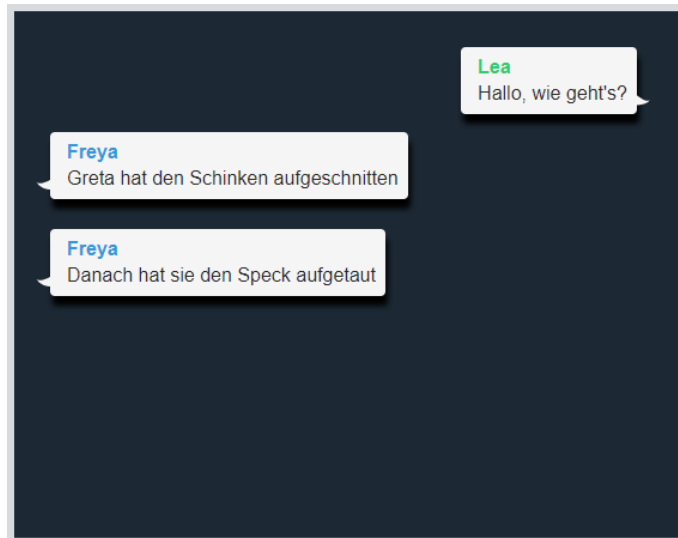 Lea
Hallo, wie geht's?
Freya
Greta hat den Schinken aufgeschnitten
Freya
Danach hat sie den Speck aufgetaut